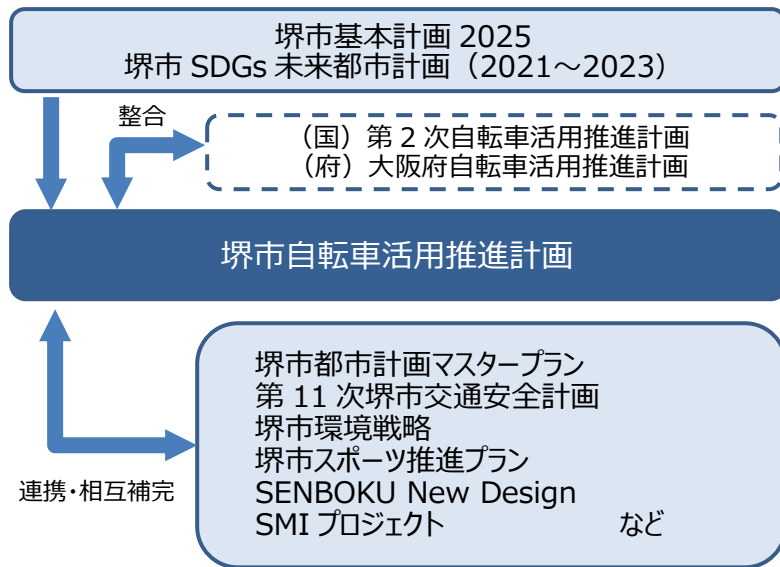 堺市基本計画 2025
堺市 SDGs 未来都市計画（2021～2023）
整合
（国）第 2 次自転車活用推進計画
（府）大阪府自転車活用推進計画
堺市自転車活用推進計画
堺市都市計画マスタープラン
第 11 次堺市交通安全計画
堺市環境戦略
堺市スポーツ推進プラン
SENBOKU New Design
SMI プロジェクト など
連携・相互補完